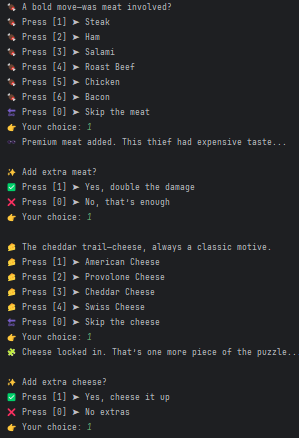 🥓 A bold move—was meat involved?
🥓 Press [1] ➤ Steak
🥓 Press [2] ➤ Ham
🥓 Press [3] ➤ Salami
🥓 Press [4] ➤ Roast Beef
🥓 Press [5] ➤ Chicken
🥓 Press [6] ➤ Bacon
🔙 Press [0] ➤ Skip the meat
👉 Your choice: 1
Premium meat added. This thief had expensive taste...
✨ Add extra meat?
✅ Press [1] ➤ Yes, double the damage
❌ Press [0] ➤ No, that's enough
👉 Your choice: 1
🧀 The cheddar trail—cheese, always a classic motive.
🧀 Press [1] ➤ American Cheese
🧀 Press [2] ➤ Provolone Cheese
🧀 Press [3] ➤ Cheddar Cheese
🧀 Press [4] ➤ Swiss Cheese
🔙 Press [0] ➤ Skip the cheese
👉 Your choice: 1
🧩 Cheese locked in. That's one more piece of the puzzle..
✨ Add extra cheese?
✅ Press [1] ➤ Yes, cheese it up
❌ Press [0] ➤ No extras
👉 Your choice: 1